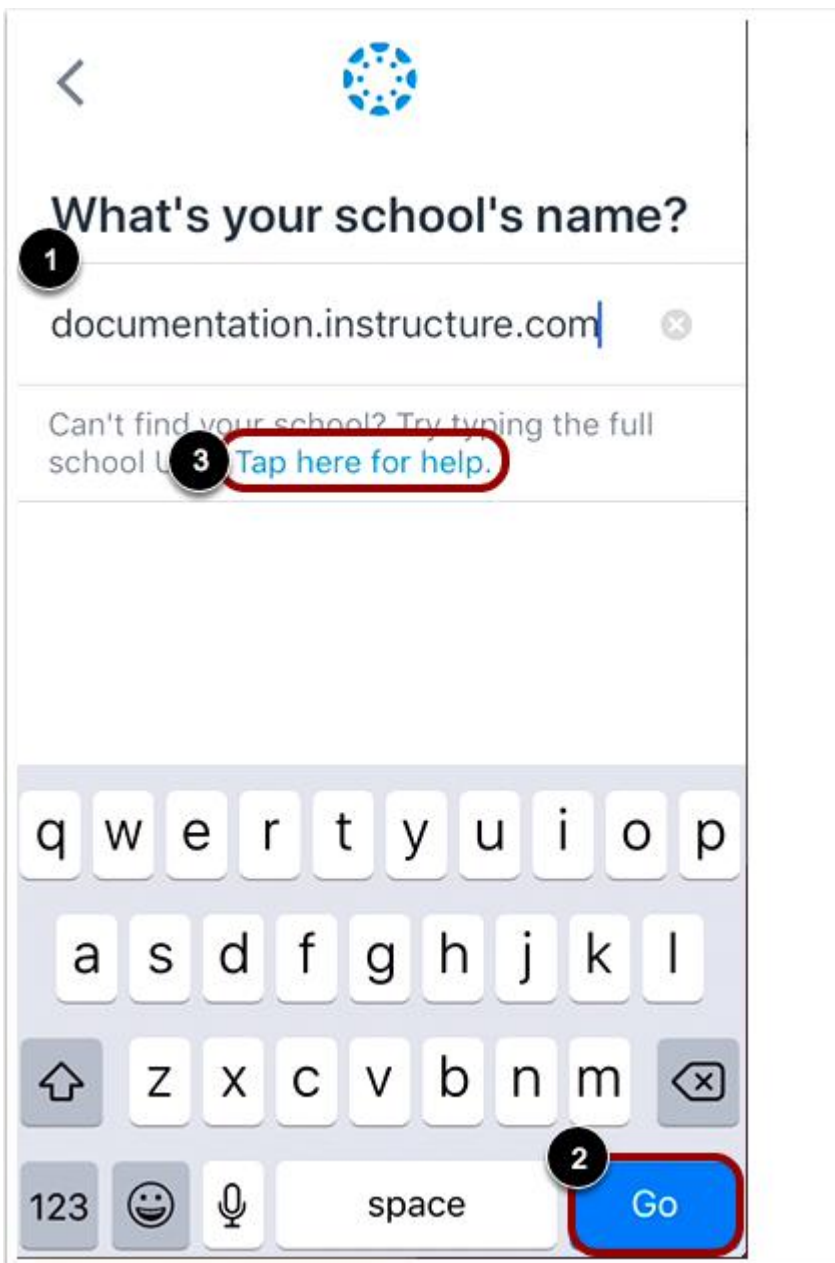 What's your school's name?
1
documentation.instructure.com
Can't find your school? Try typing the full
school 3 Tap here for help.
q w e r t y u i o p
a s d f g h j k l
z x c v b n m
2
123 space Go